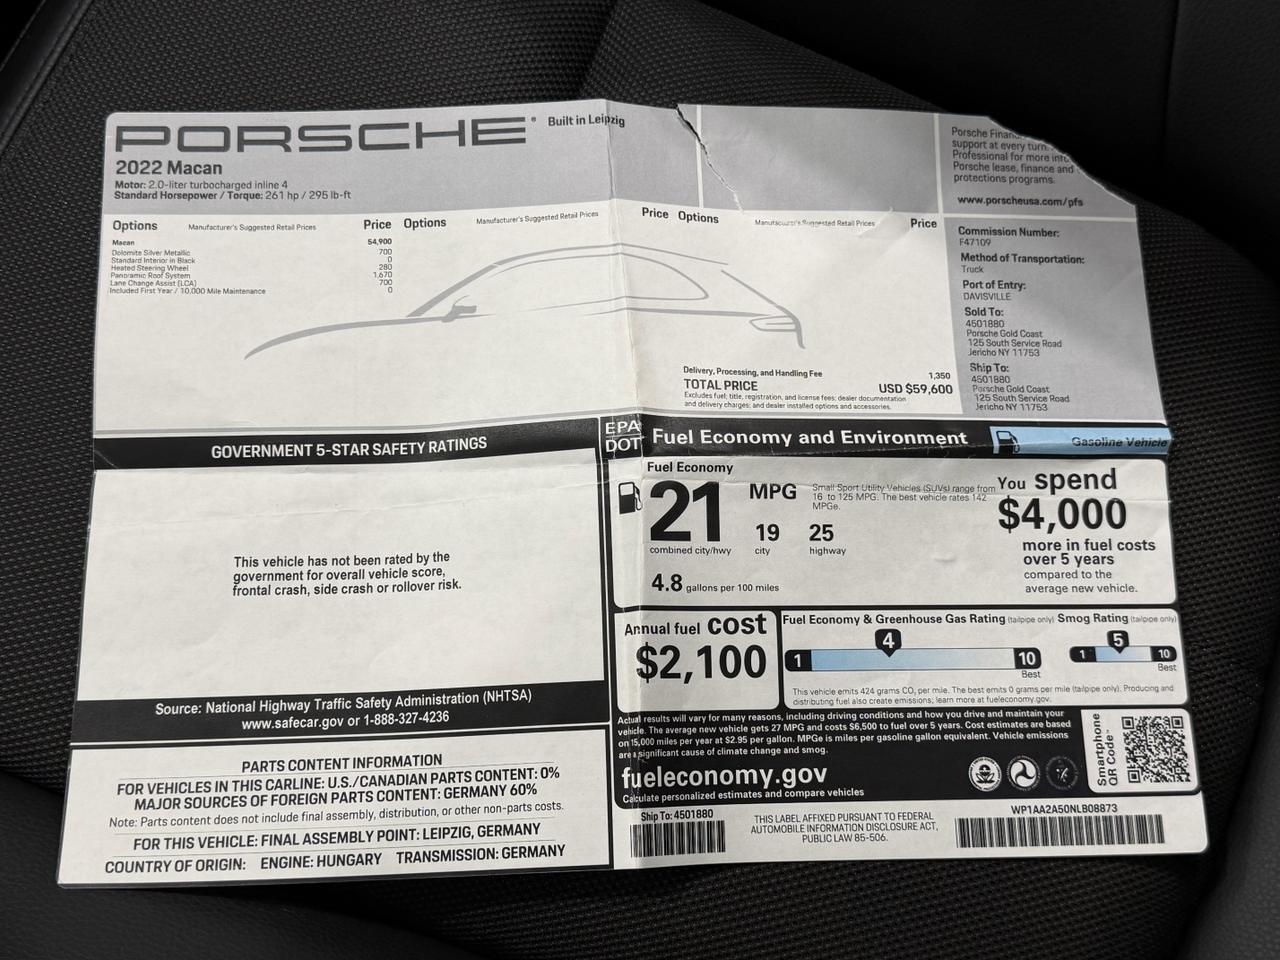 PORSCHE® Built in Leipzig
2022 Macan
Motor: 2.0-liter turbocharged inline 4
Standard Horsepower / Torque: 261 hp / 295 lb-ft
Options Manufacturer's Suggested Retail Prices Price
Macan 54,900
Dolomite Silver Metallic 700
Standard Interior in Black 0
Heated Steering Wheel 280
Panoramic Roof System 1,670
Lane Change Assist (LCA) 700
Included First Year / 10,000 Mile Maintenance 0
Options Manufacturer's Suggested Retail Prices Price
Options Manufacturer's Suggested Retail Prices Price
Delivery, Processing, and Handling Fee 1,350
TOTAL PRICE USD $59,600
Excludes fuel; title, registration, and license fees; dealer documentation
and delivery charges; and dealer installed options and accessories.
Porsche Finan
support at every turn.
Professional for more info
Porsche lease, finance and
protections programs.
www.porscheusa.com/pfs
Commission Number:
F47109
Method of Transportation:
Truck
Port of Entry:
DAVISVILLE
Sold To:
4501880
Porsche Gold Coast
125 South Service Road
Jericho NY 11753
Ship To:
4501880
Porsche Gold Coast
125 South Service Road
Jericho NY 11753
GOVERNMENT 5-STAR SAFETY RATINGS
This vehicle has not been rated by the
government for overall vehicle score,
frontal crash, side crash or rollover risk.
Source: National Highway Traffic Safety Administration (NHTSA)
www.safecar.gov or 1-888-327-4236
PARTS CONTENT INFORMATION
FOR VEHICLES IN THIS CARLINE: U.S./CANADIAN PARTS CONTENT: 0%
MAJOR SOURCES OF FOREIGN PARTS CONTENT: GERMANY 60%
Note: Parts content does not include final assembly, distribution, or other non-parts costs.
FOR THIS VEHICLE: FINAL ASSEMBLY POINT: LEIPZIG, GERMANY
COUNTRY OF ORIGIN: ENGINE: HUNGARY TRANSMISSION: GERMANY
EPA
DOT
Fuel Economy and Environment
Gasoline Vehicle
Fuel Economy
21 MPG
combined city/hwy
19
city
25
highway
4.8 gallons per 100 miles
Small Sport Utility Vehicles (SUVs) range from
16 to 125 MPG. The best vehicle rates 142
MPGe.
You spend
$4,000
more in fuel costs
over 5 years
compared to the
average new vehicle.
Annual fuel cost
$2,100
Fuel Economy & Greenhouse Gas Rating (tailpipe only)
4
1 10
Best
Smog Rating (tailpipe only)
5
1 10
Best
This vehicle emits 424 grams CO2 per mile. The best emits 0 grams per mile (tailpipe only). Producing and
distributing fuel also create emissions; learn more at fueleconomy.gov.
Actual results will vary for many reasons, including driving conditions and how you drive and maintain your
vehicle. The average new vehicle gets 27 MPG and costs $6,500 to fuel over 5 years. Cost estimates are based
on 15,000 miles per year at $2.95 per gallon. MPGe is miles per gasoline gallon equivalent. Vehicle emissions
are a significant cause of climate change and smog.
fueleconomy.gov
Calculate personalized estimates and compare vehicles
Smartphone
QR Code™
Ship To: 4501880
THIS LABEL AFFIXED PURSUANT TO FEDERAL
AUTOMOBILE INFORMATION DISCLOSURE ACT,
PUBLIC LAW 85-506.
WP1AA2A50NLB08873